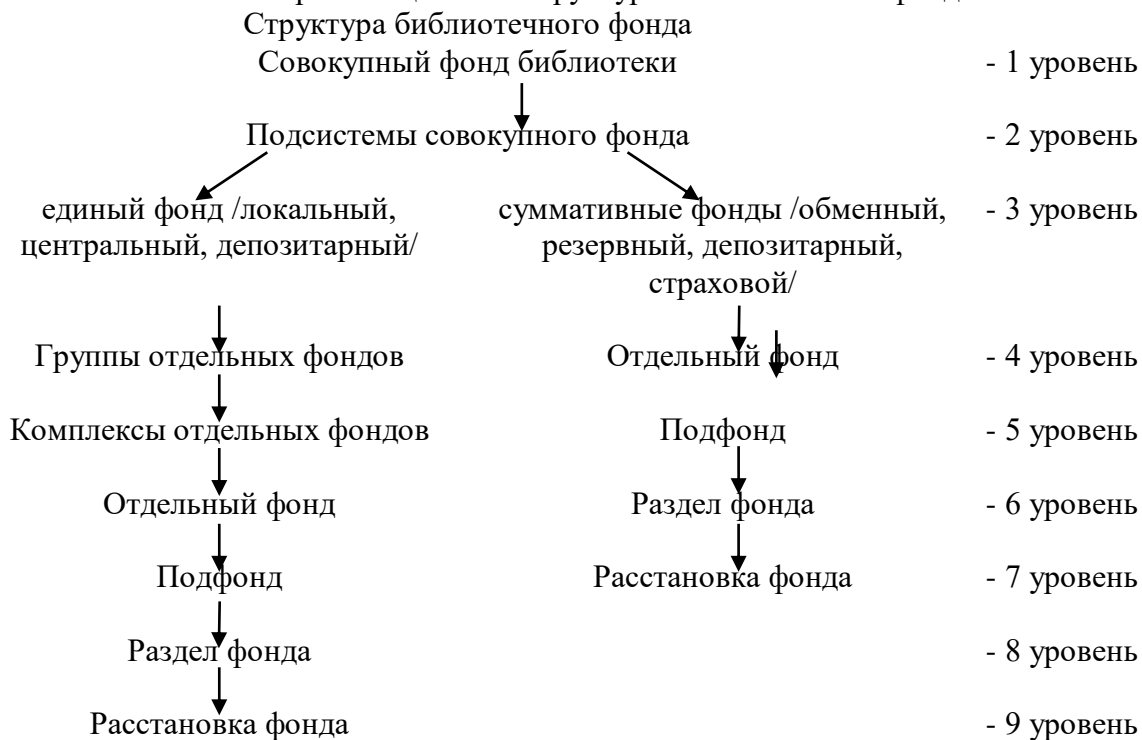 Структура библиотечного фонда
Совокупный фонд библиотеки - 1 уровень
Подсистемы совокупного фонда - 2 уровень
единый фонд /локальный, суммативные фонды /обменный, - 3 уровень
центральный, депозитарный/ резервный, депозитарный,
страховой/
Группы отдельных фондов Отдельный фонд - 4 уровень
Комплексы отдельных фондов Подфонд - 5 уровень
Отдельный фонд Раздел фонда - 6 уровень
Подфонд Расстановка фонда - 7 уровень
Раздел фонда - 8 уровень
Расстановка фонда - 9 уровень